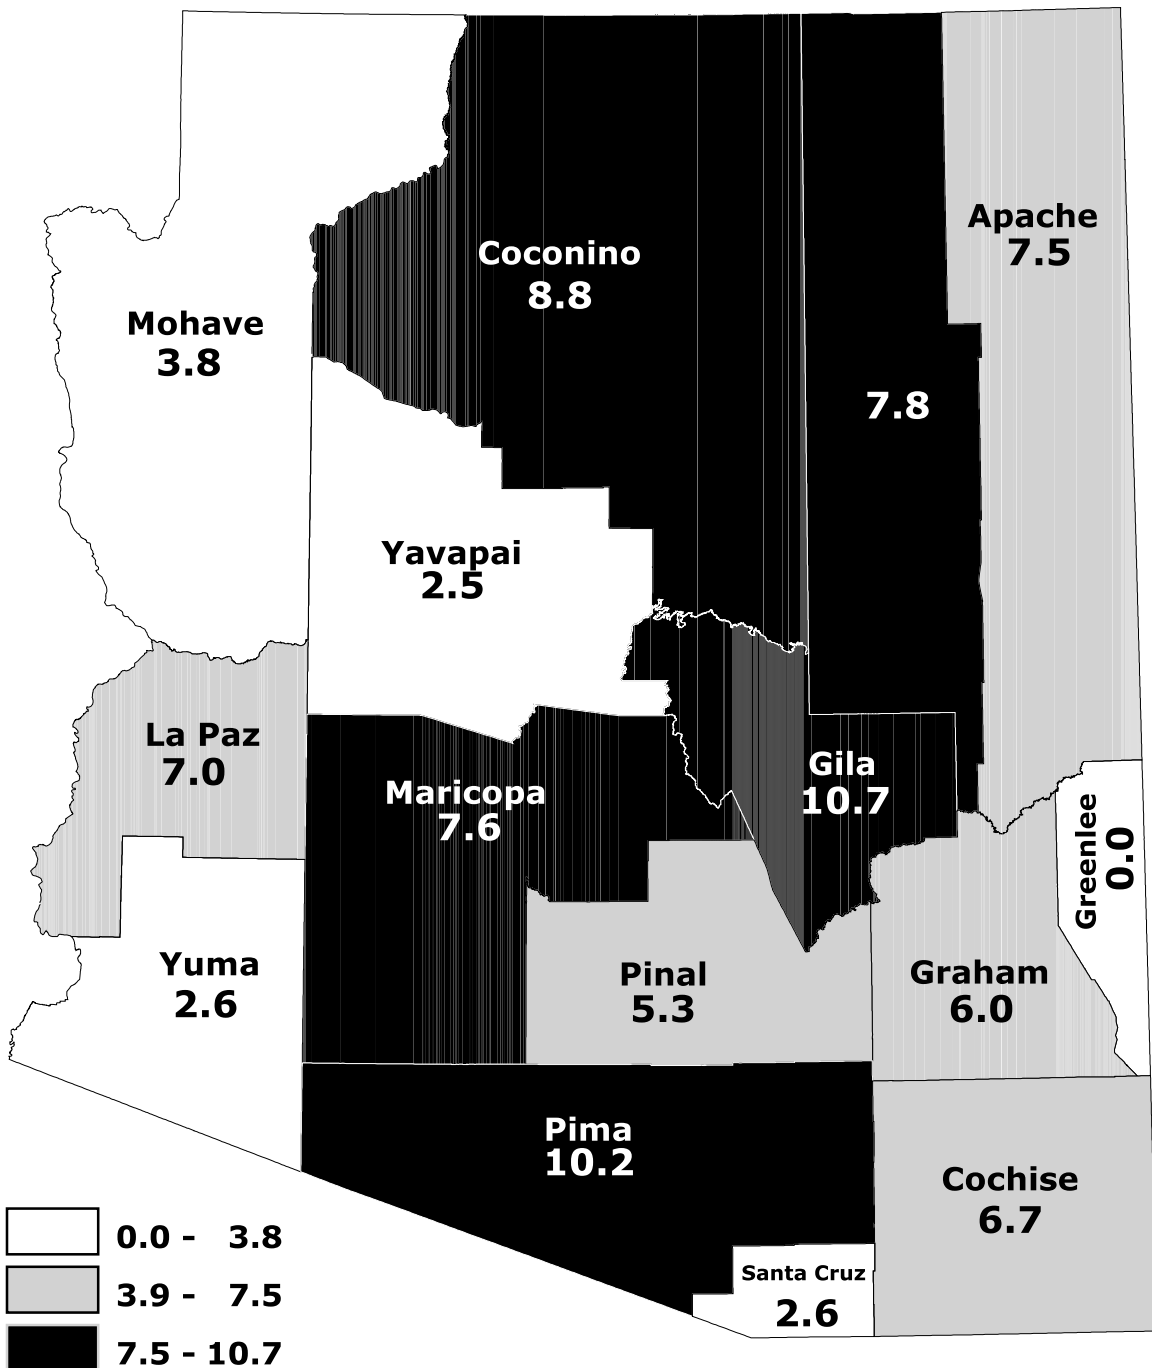 Apache
7.5
Coconino
8.8
Mohave
3.8
7.8
Yavapai
2.5
La Paz
7.0
Gila
10.7
Maricopa
7.6
Greenlee
0.0
Yuma
2.6
Pinal
5.3
Graham
6.0
Pima
10.2
Cochise
6.7
Santa Cruz
2.6
0.0 - 3.8
3.9 - 7.5
7.5 - 10.7